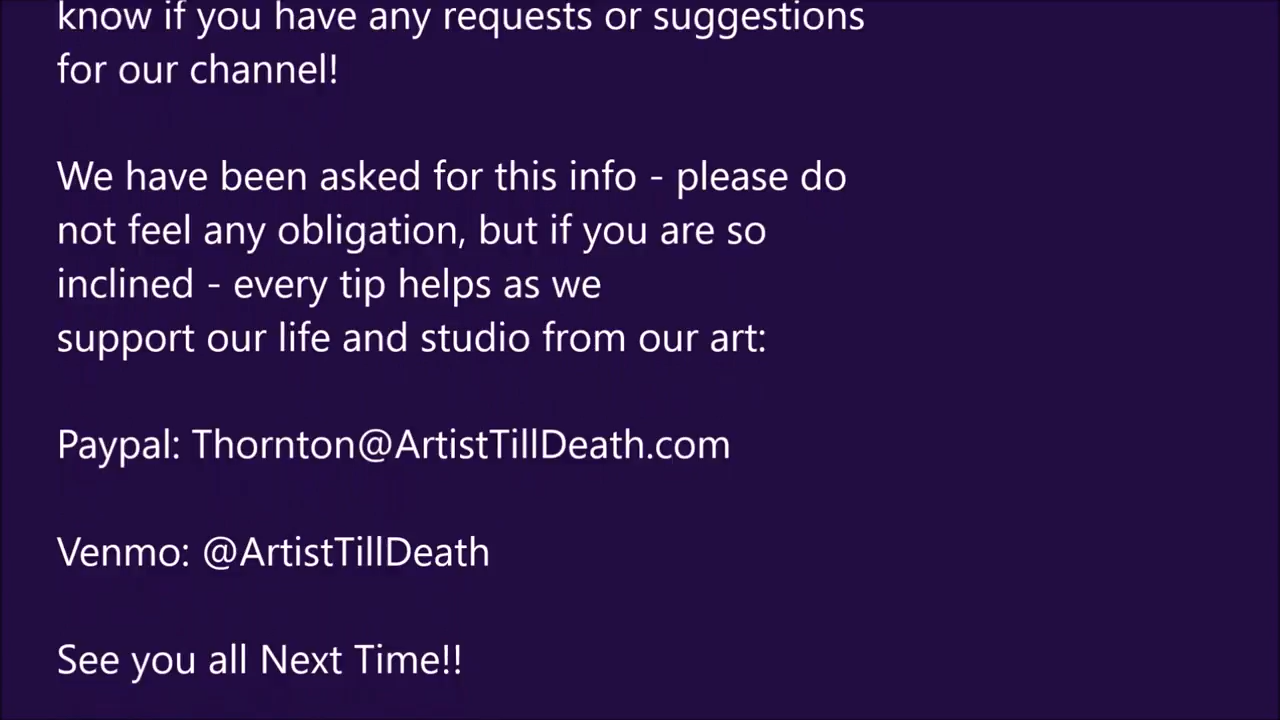 know if you have any requests or suggestions
for our channel!
We have been asked for this info - please do
not feel any obligation, but if you are so
inclined - every tip helps as we
support our life and studio from our art:
Paypal: Thornton@ArtistTillDeath.com
Venmo: @ArtistTillDeath
See you all Next Time!!